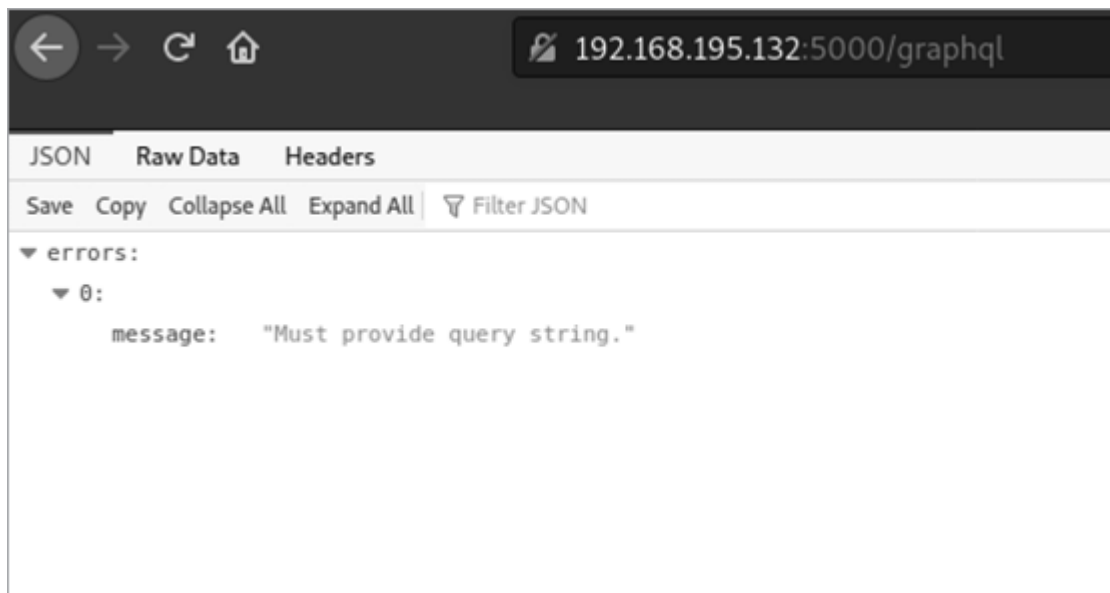 192.168.195.132:5000/graphql
JSON Raw Data Headers
Save Copy Collapse All Expand All Filter JSON
errors:
0:
message: "Must provide query string."